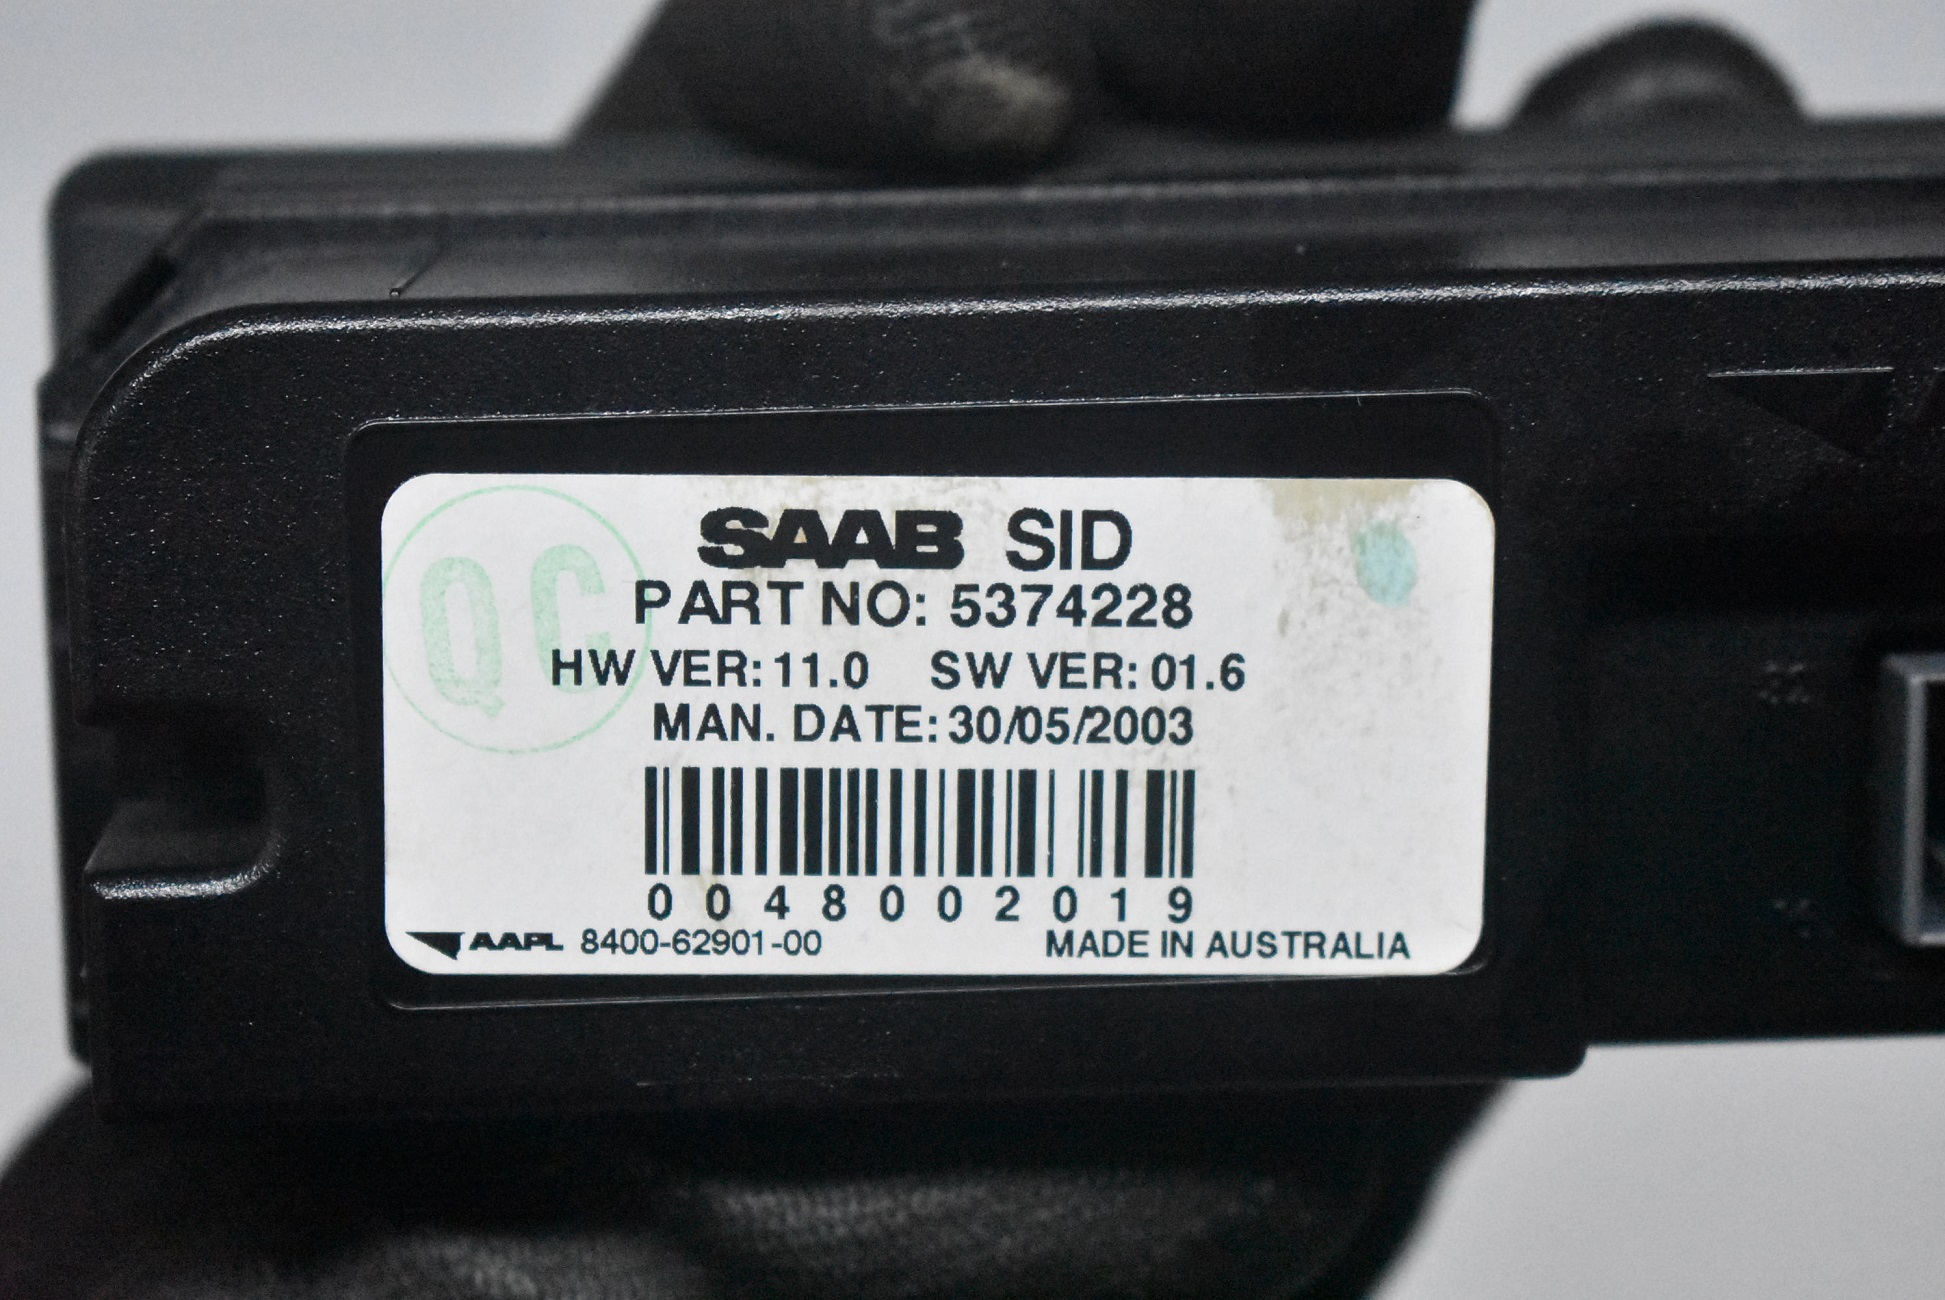 SAAB SID
PART NO: 5374228
QC
HW VER: 11.0 SW VER: 01.6
MAN. DATE: 30/05/2003
0048002019
AAPL 8400-62901-00 MADE IN AUSTRALIA